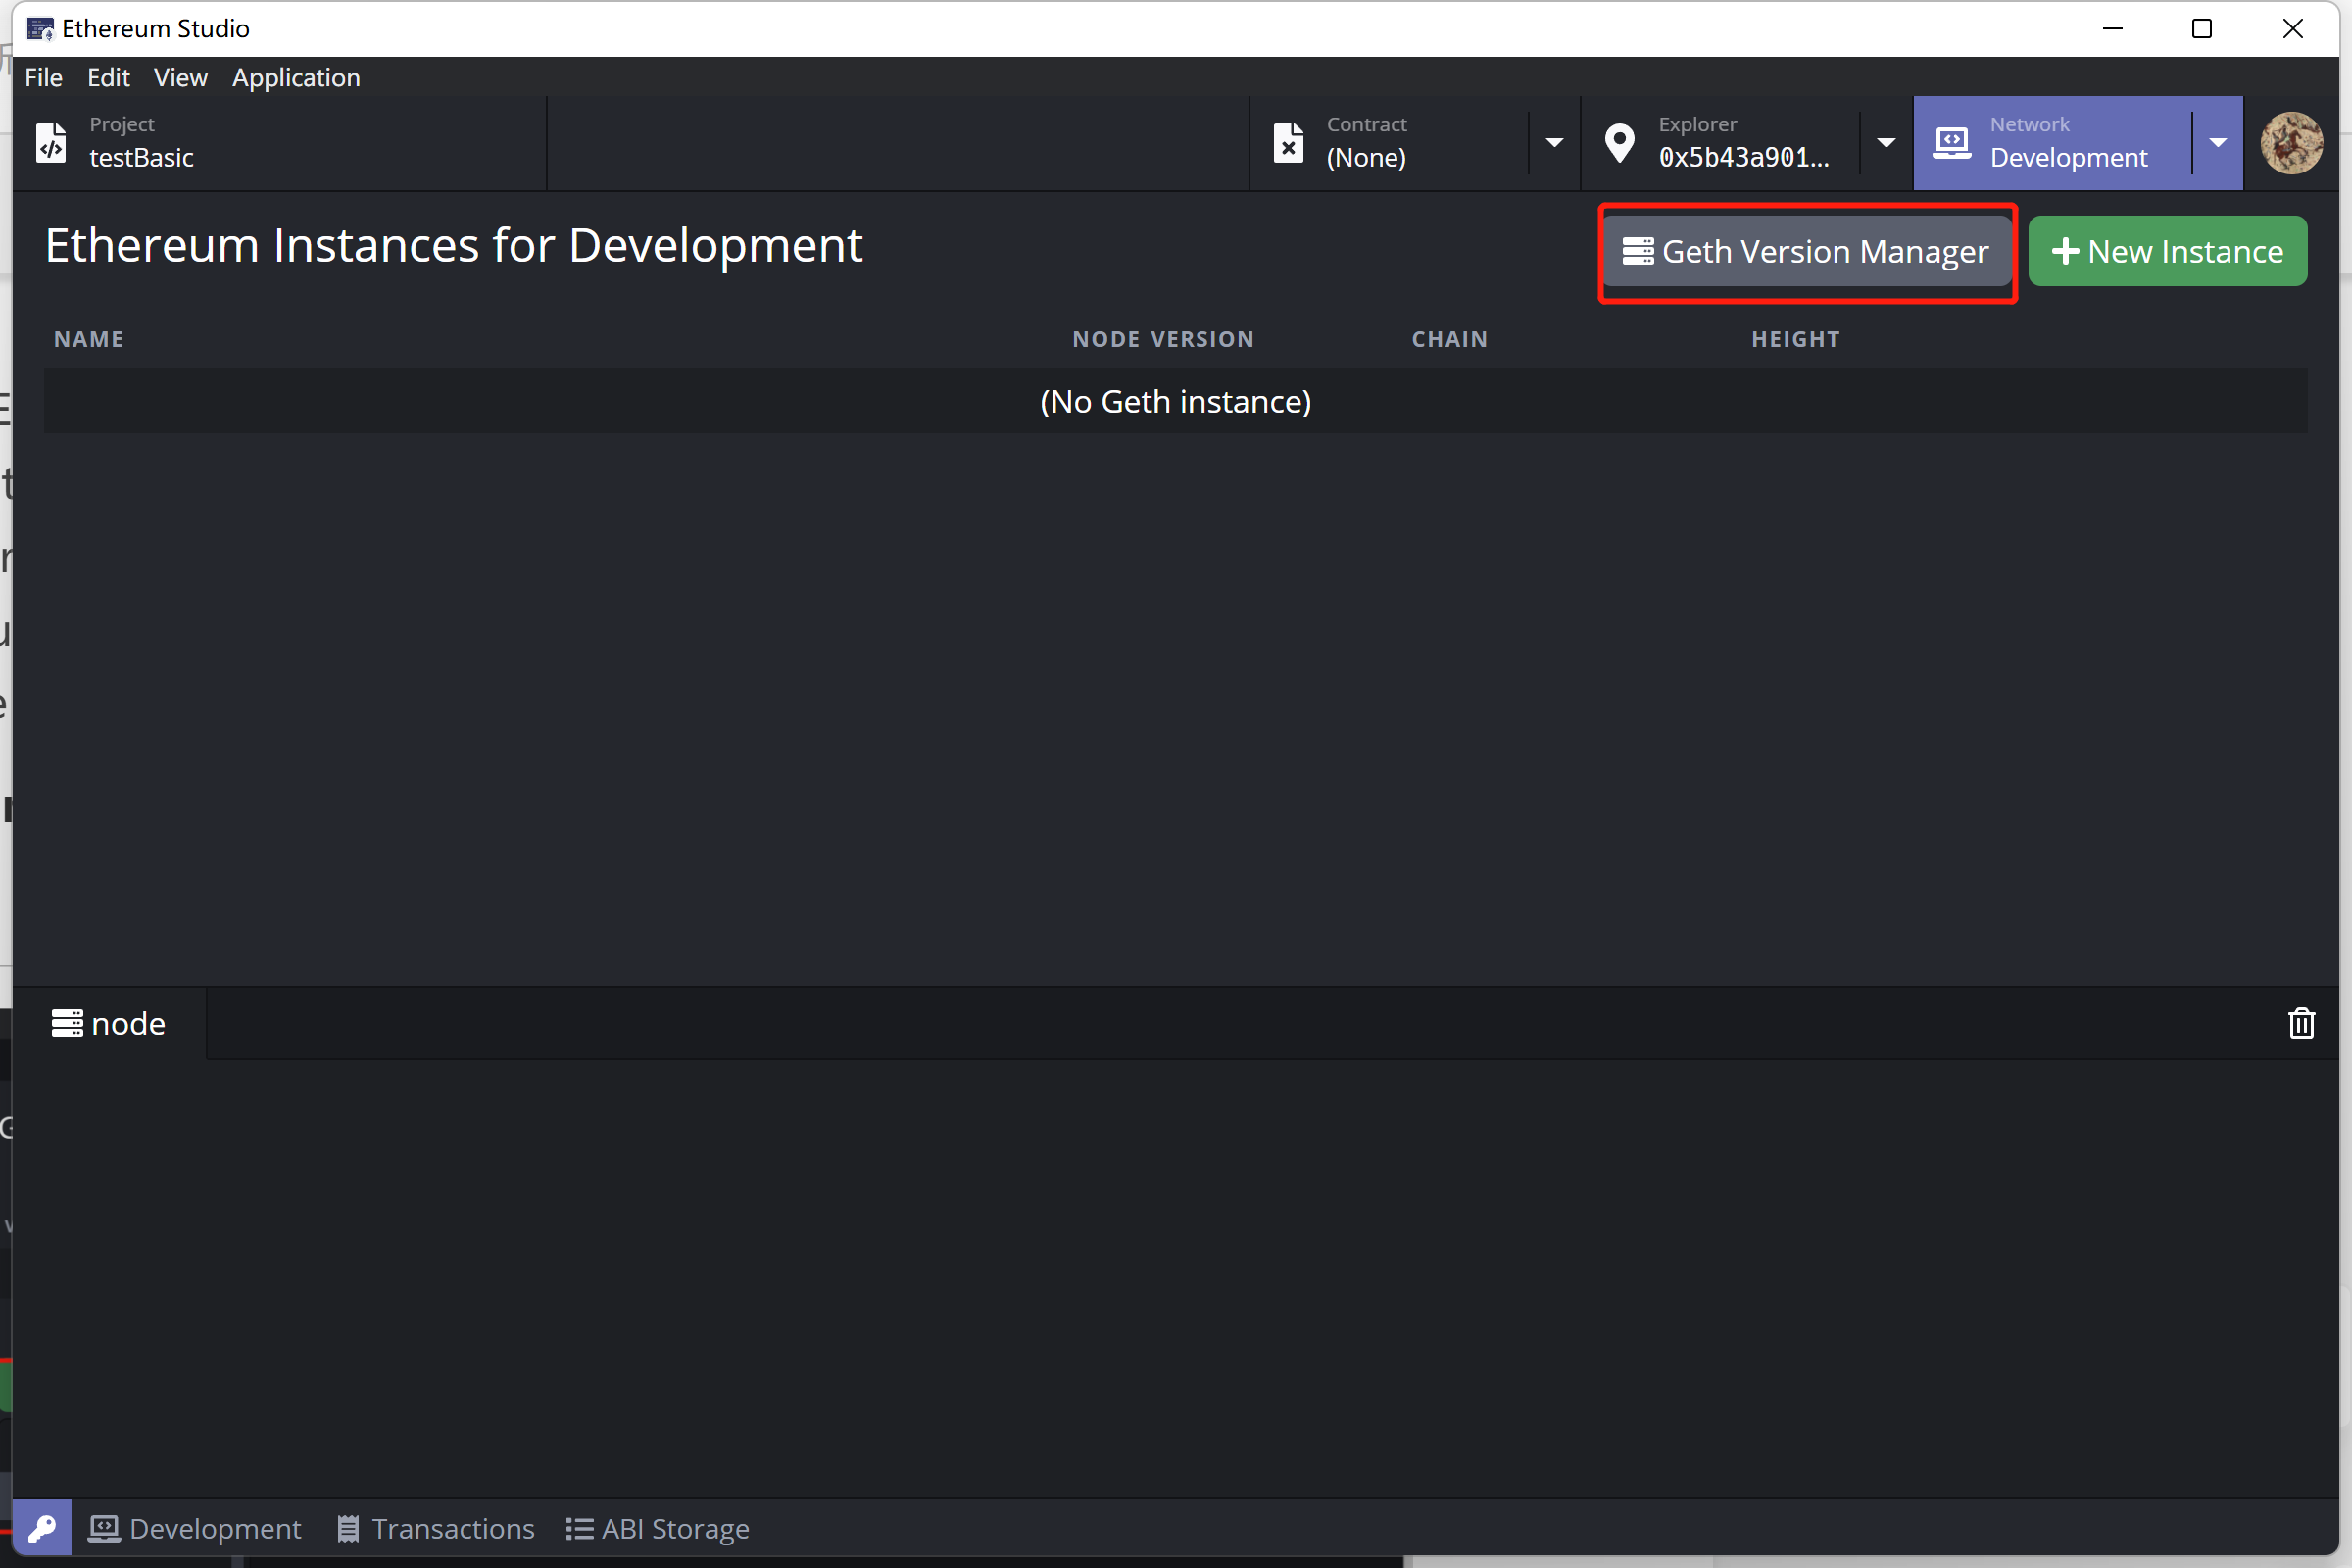 Ethereum Studio
File Edit View Application
Project
testBasic
Contract
(None)
Explorer
0x5b43a901...
Network
Development
Ethereum Instances for Development
Geth Version Manager
New Instance
NAME NODE VERSION CHAIN HEIGHT
(No Geth instance)
node
Development Transactions ABI Storage